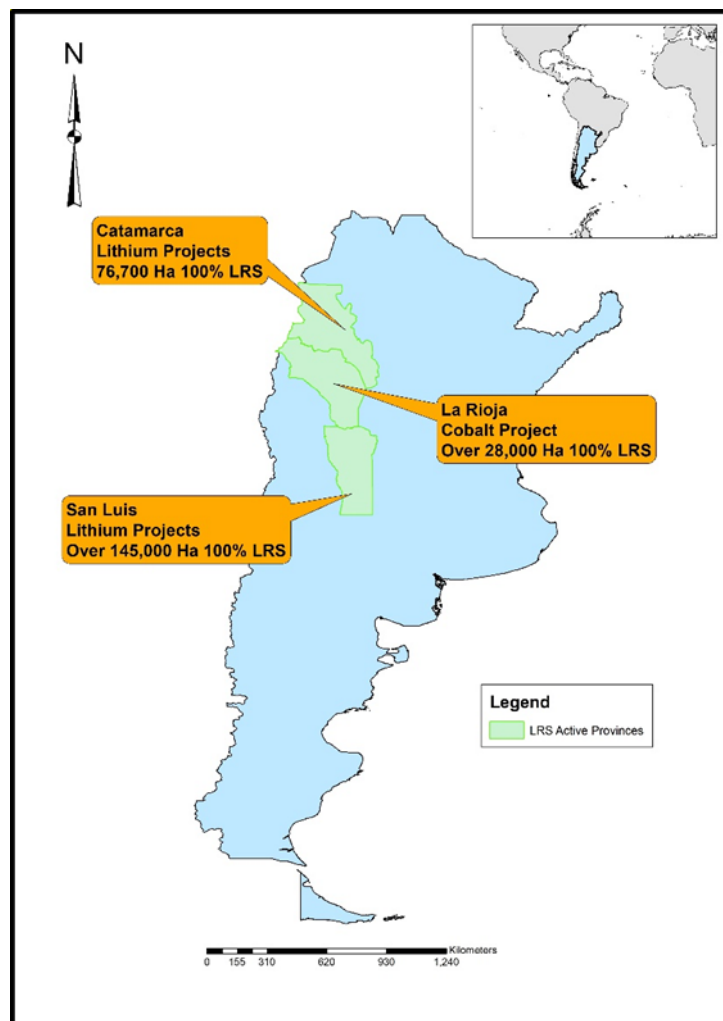 N
Catamarca
Lithium Projects
76,700 Ha 100% LRS
La Rioja
Cobalt Project
Over 28,000 Ha 100% LRS
San Luis
Lithium Projects
Over 145,000 Ha 100% LRS
Legend
LRS Active Provinces
Kilometers
0 155 310 620 930 1,240